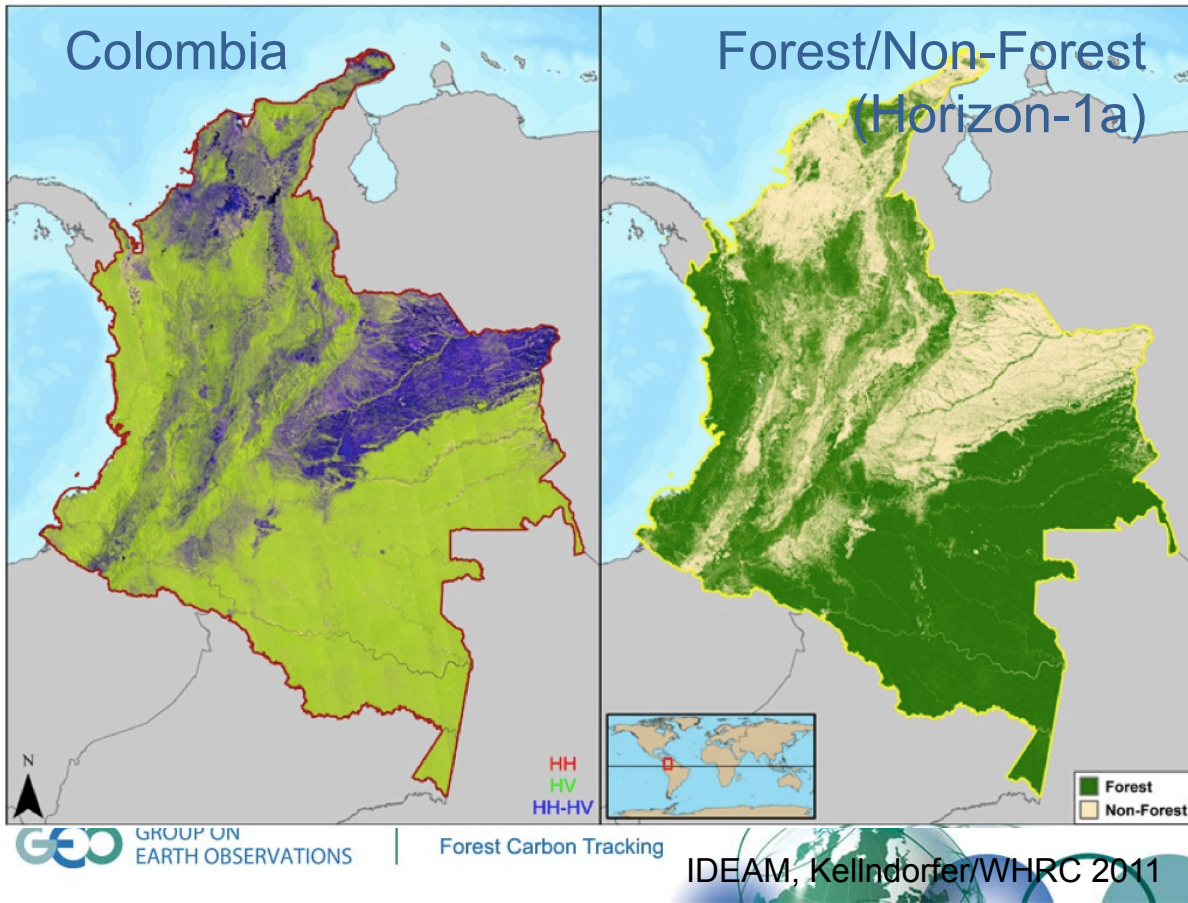 Colombia
Forest/Non-Forest
(Horizon-1a)
N
HH
HV
HH-HV
Forest
Non-Forest
GEO
GROUP ON
EARTH OBSERVATIONS
Forest Carbon Tracking
IDEAM, Kellndorfer/WHRC 2011